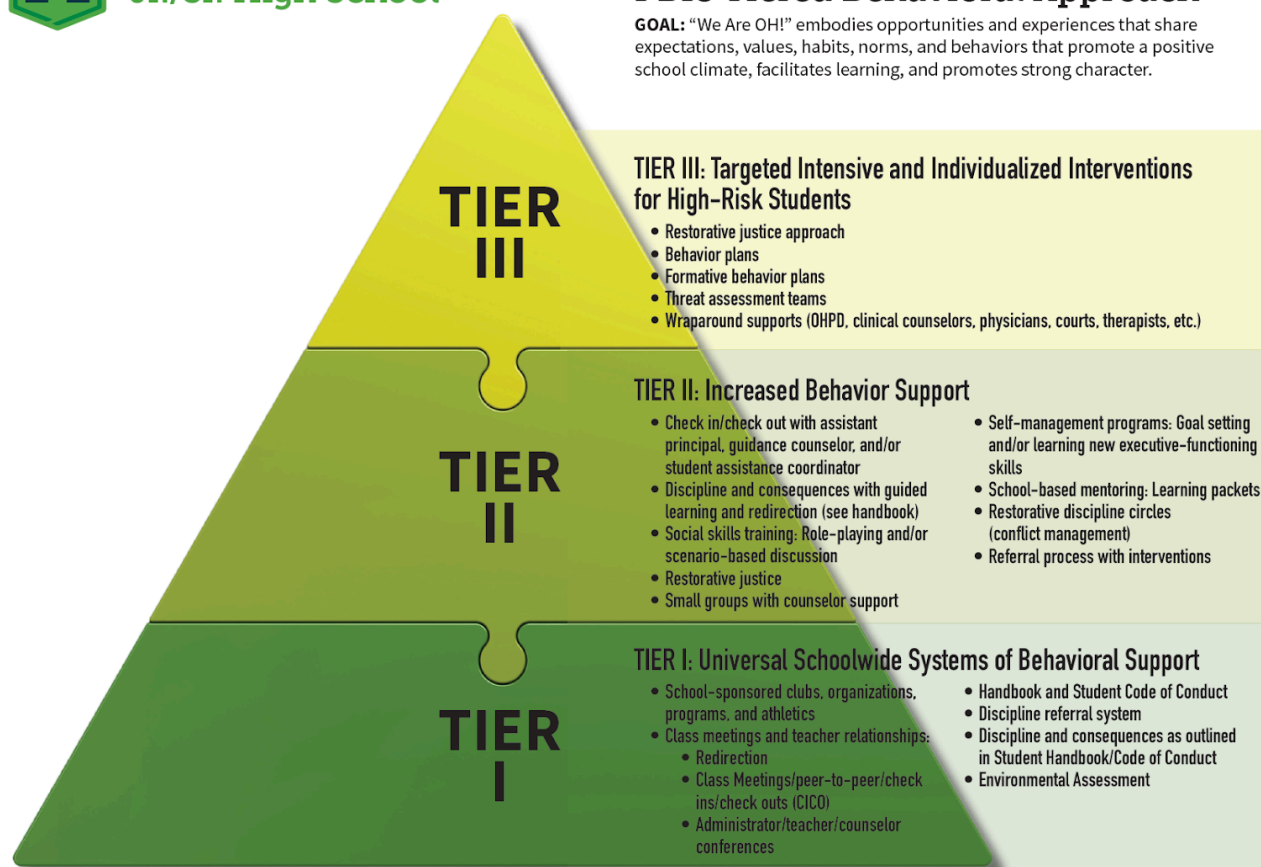 Jr./Sr. High School
PBIS Tiered Behavioral Approach
GOAL: “We Are OH!” embodies opportunities and experiences that share
expectations, values, habits, norms, and behaviors that promote a positive
school climate, facilitates learning, and promotes strong character.
TIER
III
TIER III: Targeted Intensive and Individualized Interventions
for High-Risk Students
• Restorative justice approach
• Behavior plans
• Formative behavior plans
• Threat assessment teams
• Wraparound supports (OHPD, clinical counselors, physicians, courts, therapists, etc.)
TIER
II
TIER II: Increased Behavior Support
• Check in/check out with assistant
principal, guidance counselor, and/or
student assistance coordinator
• Discipline and consequences with guided
learning and redirection (see handbook)
• Social skills training: Role-playing and/or
scenario-based discussion
• Restorative justice
• Small groups with counselor support
• Self-management programs: Goal setting
and/or learning new executive-functioning
skills
• School-based mentoring: Learning packets
• Restorative discipline circles
(conflict management)
• Referral process with interventions
TIER
I
TIER I: Universal Schoolwide Systems of Behavioral Support
• School-sponsored clubs, organizations,
programs, and athletics
• Class meetings and teacher relationships:
• Redirection
• Class Meetings/peer-to-peer/check
ins/check outs (CICO)
• Administrator/teacher/counselor
conferences
• Handbook and Student Code of Conduct
• Discipline referral system
• Discipline and consequences as outlined
in Student Handbook/Code of Conduct
• Environmental Assessment